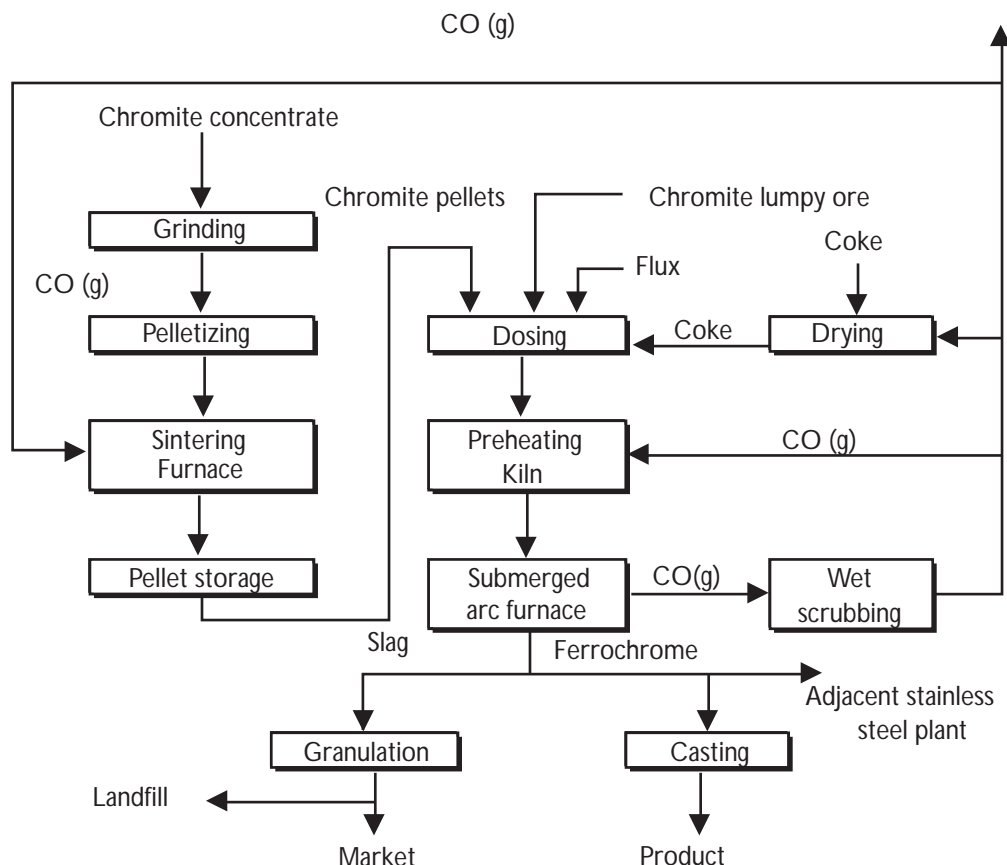 CO (g)
Chromite concentrate
Chromite pellets
Chromite lumpy ore
Grinding
Coke
Flux
CO (g)
Pelletizing
Dosing
Coke
Drying
Sintering
Furnace
Preheating
Kiln
CO (g)
Pellet storage
Submerged
arc furnace
CO(g)
Wet
scrubbing
Slag
Ferrochrome
Adjacent stainless
steel plant
Granulation
Casting
Landfill
Market
Product